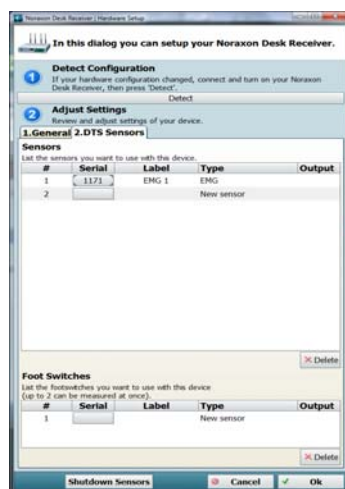 Noraxon Desk Receiver | Hardware Setup
In this dialog you can setup your Noraxon Desk Receiver.
1 Detect Configuration
If your hardware configuration changed, connect and turn on your Noraxon
Desk Receiver, then press 'Detect'.
Detect
2 Adjust Settings
Review and adjust settings of your device.
1.General 2.DTS Sensors
Sensors
List the sensors you want to use with this device.
# Serial Label Type Output
1 1171 EMG 1 EMG
2 New sensor
Delete
Foot Switches
List the footswitches you want to use with this device
(up to 2 can be measured at once).
# Serial Label Type Output
1 New sensor
Delete
Shutdown Sensors Cancel Ok